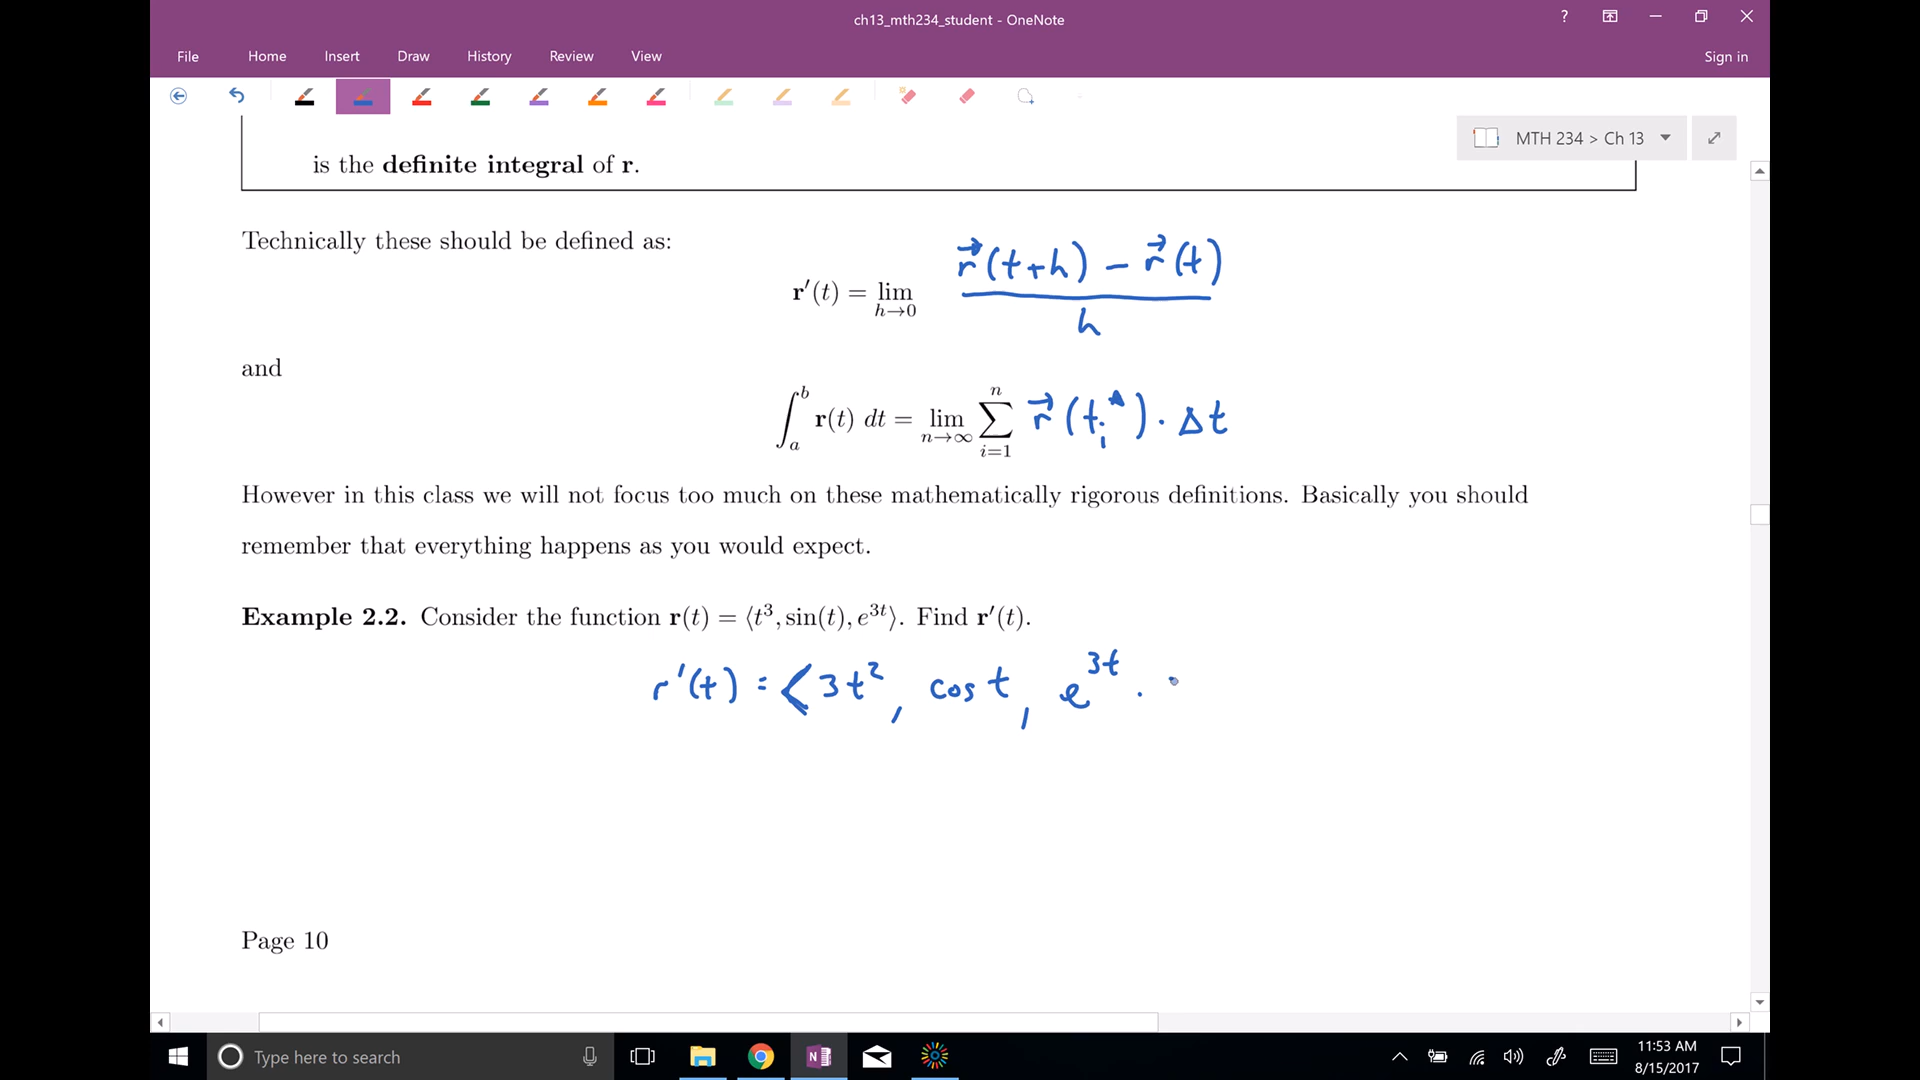 ch13_mth234_student - OneNote
?
File Home Insert Draw History Review View Sign in
MTH 234 > Ch 13
is the definite integral of r.
Technically these should be defined as:
r′(t) = lim h→0 (r⃗(t+h) − r⃗(t)) / h
and
∫_a^b r(t) dt = lim n→∞ ∑_{i=1}^n r⃗(t_i^*) · Δt
However in this class we will not focus too much on these mathematically rigorous definitions. Basically you should
remember that everything happens as you would expect.
Example 2.2. Consider the function r(t) = ⟨t³, sin(t), e^{3t}⟩. Find r′(t).
r'(t) = <3t², cos t, e^{3t} ·
Page 10
Type here to search
N
11:53 AM
8/15/2017